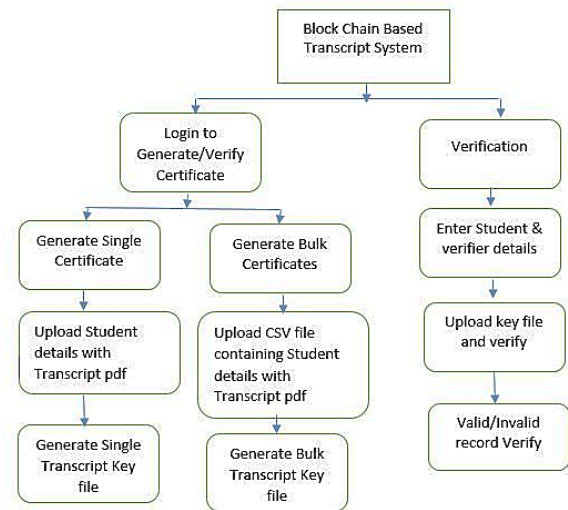 Block Chain Based
Transcript System
Login to
Generate/Verify
Certificate
Verification
Generate Single
Certificate
Generate Bulk
Certificates
Enter Student &
verifier details
Upload Student
details with
Transcript pdf
Upload CSV file
containing Student
details with
Transcript pdf
Upload key file
and verify
Generate Single
Transcript Key
file
Generate Bulk
Transcript Key
file
Valid/Invalid
record Verify